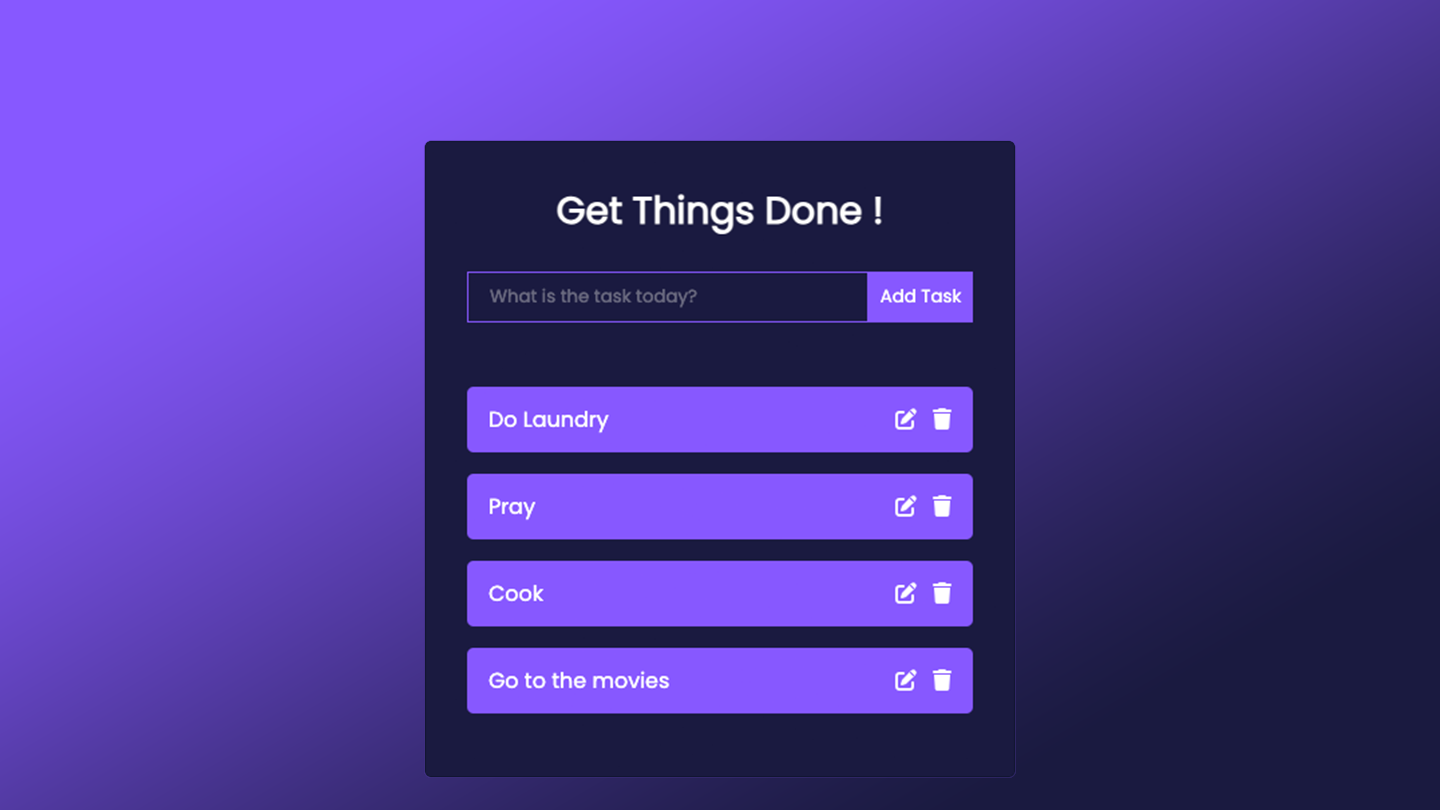 Get Things Done !
What is the task today?
Add Task
Do Laundry
Pray
Cook
Go to the movies